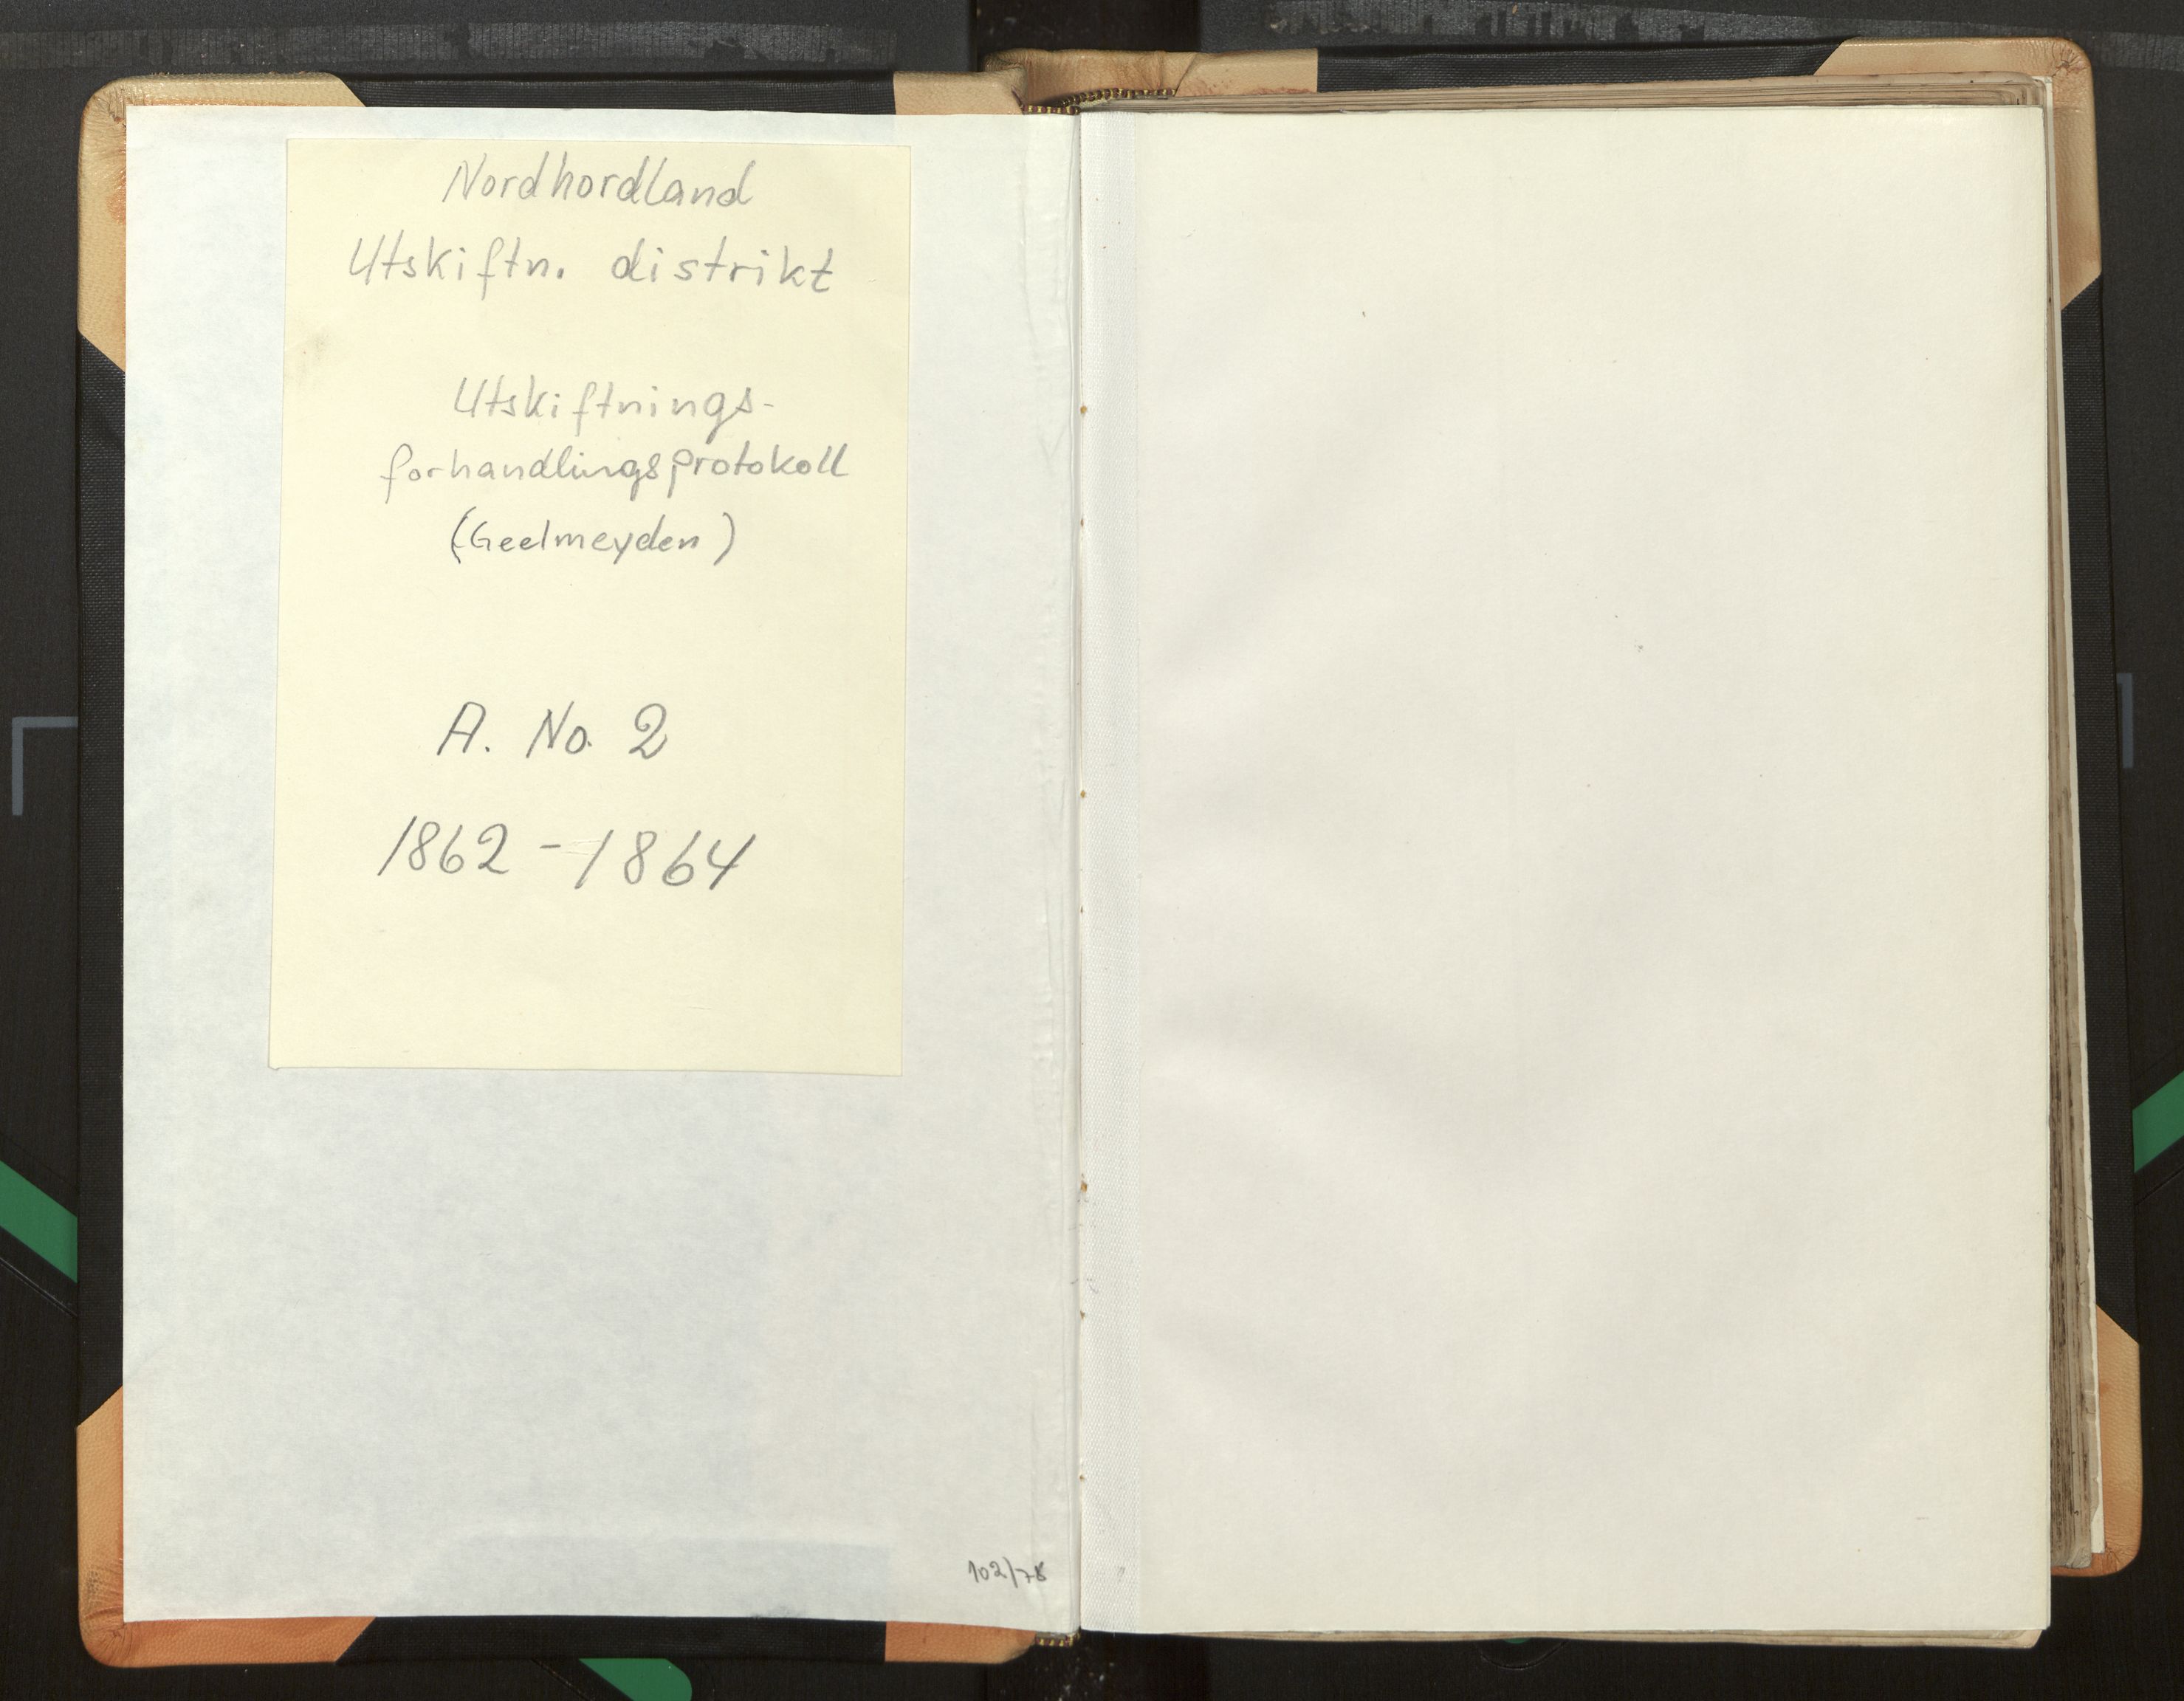 Nordhordland
Utskiftn. distrikt
Utskiftnings-
forhandlingsprotokoll
(Geelmeyden)
A. No. 2
1862 - 1864
102/78